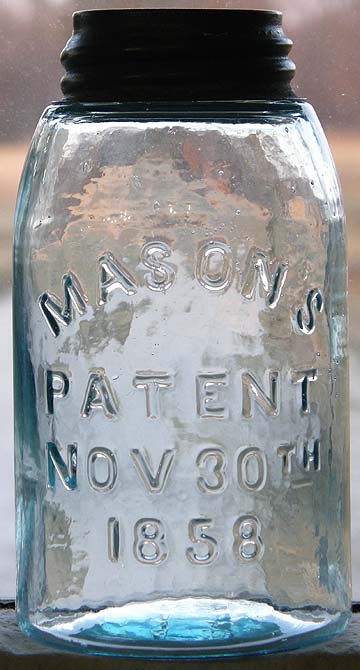 MASON'S
PATENT
NOV 30TH
1858